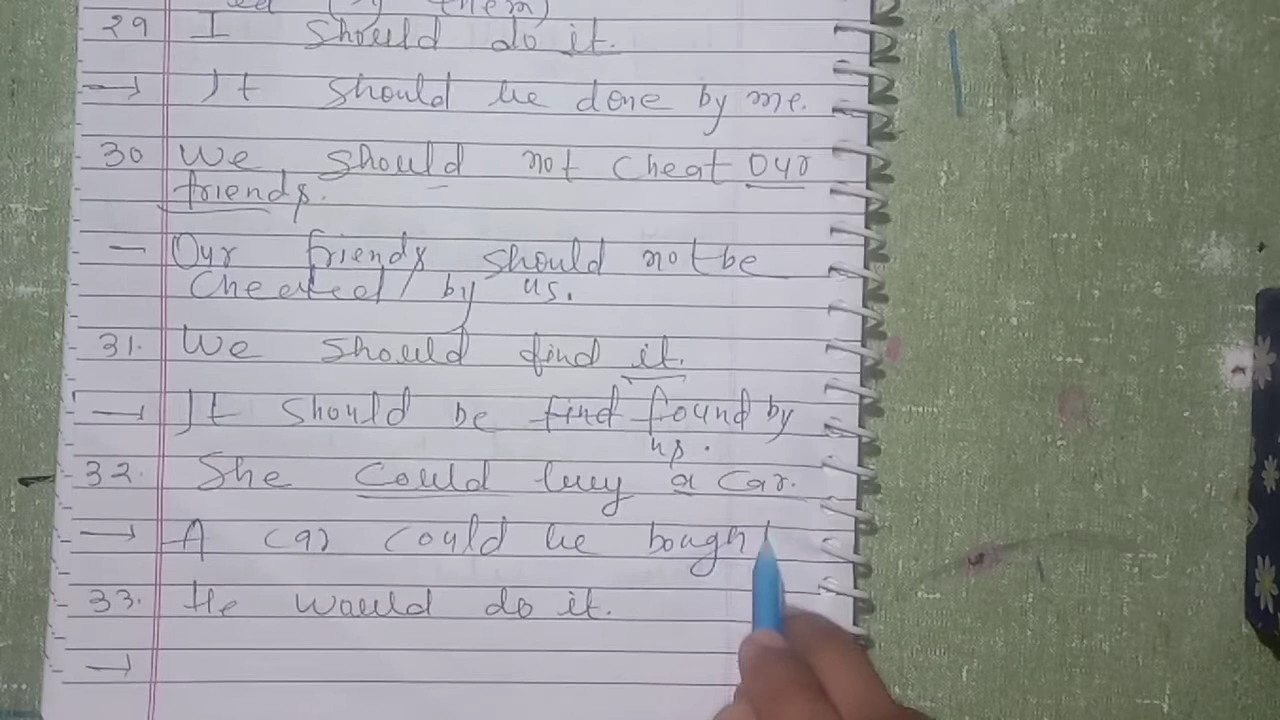 29 I should do it.
→ It should be done by me.
30 We should not cheat our
friends.
– Our friends should not be
cheated by us.
31. We should find it.
→ It should be find found by
us.
32. She could buy a car.
→ A car could be bough
33. He would do it.
→